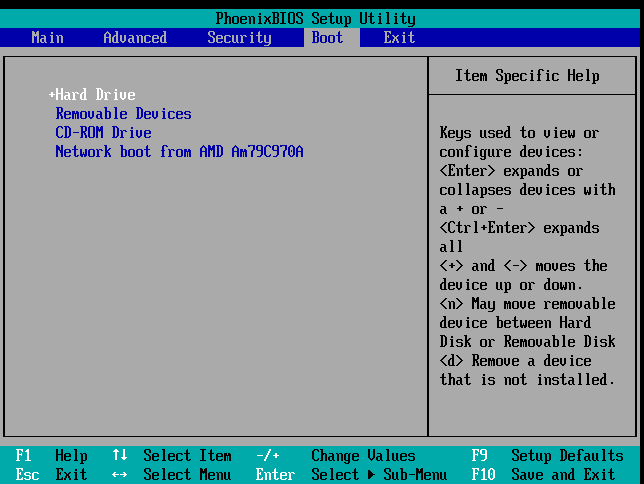 PhoenixBIOS Setup Utility
Main Advanced Security Boot Exit
+Hard Drive
Removable Devices
CD-ROM Drive
Network boot from AMD Am79C970A
Item Specific Help
Keys used to view or
configure devices:
<Enter> expands or
collapses devices with
a + or -
<Ctrl+Enter> expands
all
<+> and <-> moves the
device up or down.
<n> May move removable
device between Hard
Disk or Removable Disk
<d> Remove a device
that is not installed.
F1 Help ↑↓ Select Item -/+ Change Values F9 Setup Defaults
Esc Exit ↔ Select Menu Enter Select ▶ Sub-Menu F10 Save and Exit